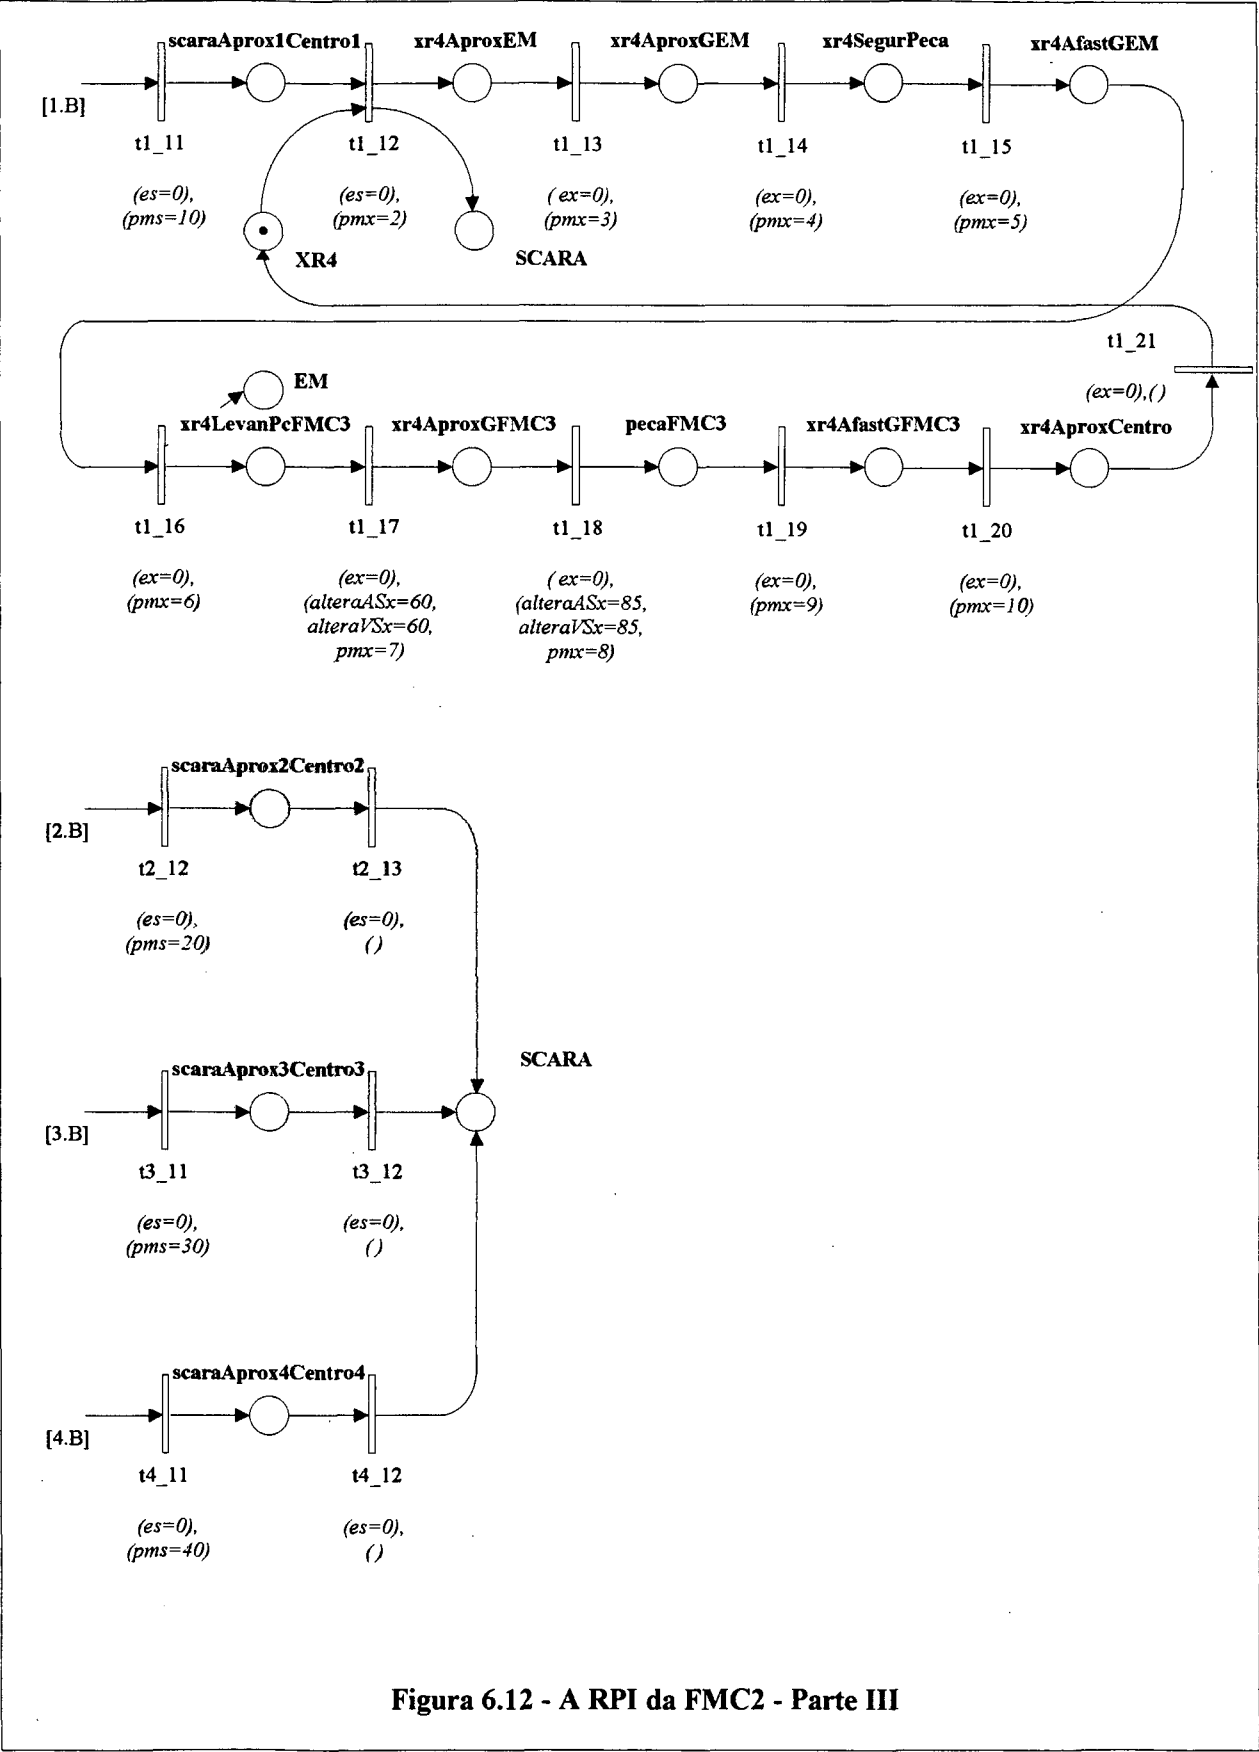 scaraAprox1Centro1 xr4AproxEM xr4AproxGEM xr4SegurPeca xr4AfastGEM
[1.B]
t1_11 t1_12 t1_13 t1_14 t1_15
(es=0), (es=0), (ex=0), (ex=0), (ex=0),
(pms=10) (pmx=2) (pmx=3) (pmx=4) (pmx=5)
XR4 SCARA
t1_21
(ex=0),()
EM
xr4LevanPcFMC3 xr4AproxGFMC3 pecaFMC3 xr4AfastGFMC3 xr4AproxCentro
t1_16 t1_17 t1_18 t1_19 t1_20
(ex=0), (ex=0), (ex=0), (ex=0), (ex=0),
(pmx=6) (alteraASx=60, (alteraASx=85, (pmx=9) (pmx=10)
alteraVSx=60, alteraVSx=85,
pmx=7) pmx=8)
scaraAprox2Centro2
[2.B]
t2_12 t2_13
(es=0), (es=0),
(pms=20) ()
SCARA
scaraAprox3Centro3
[3.B]
t3_11 t3_12
(es=0), (es=0),
(pms=30) ()
scaraAprox4Centro4
[4.B]
t4_11 t4_12
(es=0), (es=0),
(pms=40) ()
Figura 6.12 - A RPI da FMC2 - Parte III